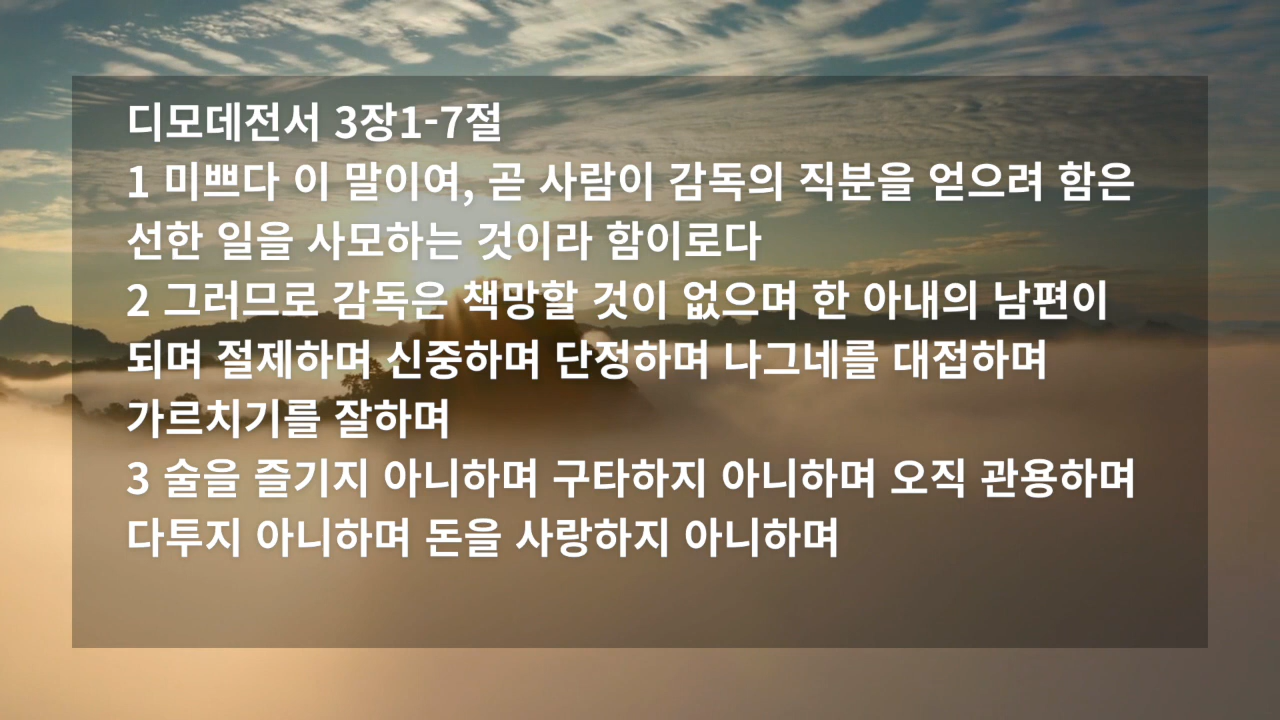 디모데전서 3장1-7절
1 미쁘다 이 말이여, 곧 사람이 감독의 직분을 얻으려 함은
선한 일을 사모하는 것이라 함이로다
2 그러므로 감독은 책망할 것이 없으며 한 아내의 남편이
되며 절제하며 신중하며 단정하며 나그네를 대접하며
가르치기를 잘하며
3 술을 즐기지 아니하며 구타하지 아니하며 오직 관용하며
다투지 아니하며 돈을 사랑하지 아니하며